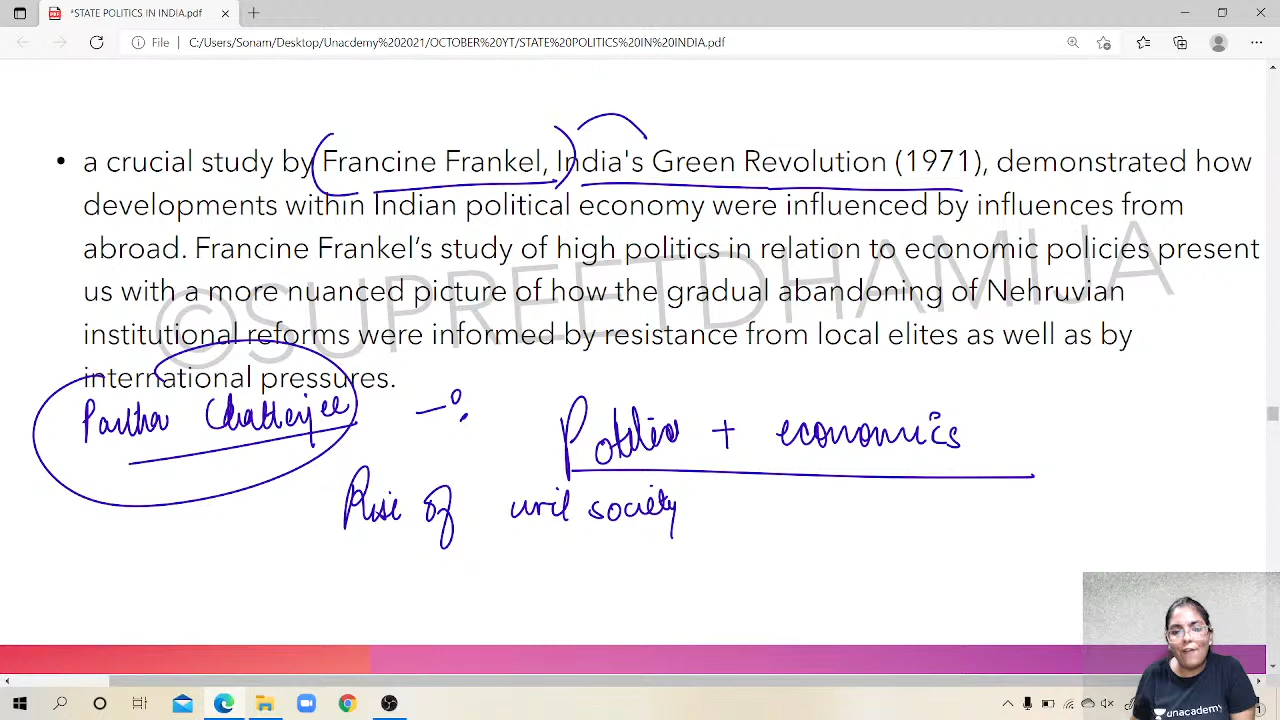 *STATE POLITICS IN INDIA.pdf
File C:/Users/Sonam/Desktop/Unacdemy%202021/OCTOBER%20YT/STATE%20POLITICS%20IN%20INDIA.pdf
• a crucial study by Francine Frankel, India's Green Revolution (1971), demonstrated how
developments within Indian political economy were influenced by influences from
abroad. Francine Frankel’s study of high politics in relation to economic policies present
us with a more nuanced picture of how the gradual abandoning of Nehruvian
institutional reforms were informed by resistance from local elites as well as by
international pressures.
©SUPREETDHAMIJA
Partha Chatterjee
+ economics
Rise of civil society
unacademy